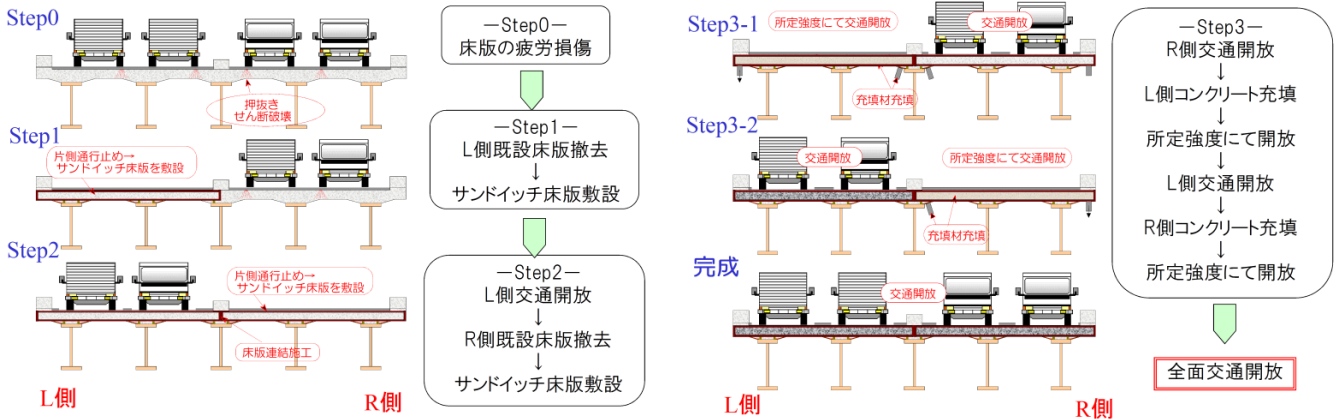 Step0
押抜き
せん断破壊
Step1
片側通行止め→
サンドイッチ床版を敷設
Step2
片側通行止め→
サンドイッチ床版を敷設
床版連結施工
L側
R側
―Step0―
床版の疲労損傷
―Step1―
L側既設床版撤去
↓
サンドイッチ床版敷設
―Step2―
L側交通開放
↓
R側既設床版撤去
↓
サンドイッチ床版敷設
Step3-1
所定強度にて交通開放
交通開放
充填材充填
Step3-2
交通開放
所定強度にて交通開放
充填材充填
完成
交通開放
L側
R側
―Step3―
R側交通開放
↓
L側コンクリート充填
↓
所定強度にて開放
↓
L側交通開放
↓
R側コンクリート充填
↓
所定強度にて開放
全面交通開放